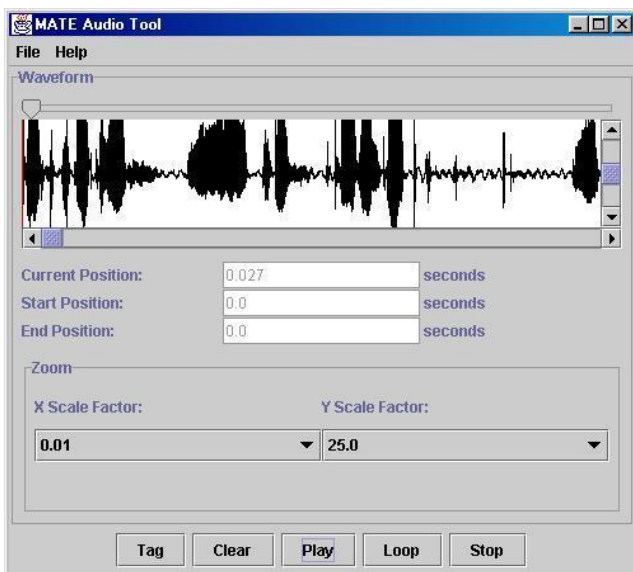 MATE Audio Tool
File Help
Waveform
Current Position: 0.027 seconds
Start Position: 0.0 seconds
End Position: 0.0 seconds
Zoom
X Scale Factor: Y Scale Factor:
0.01 25.0
Tag Clear Play Loop Stop